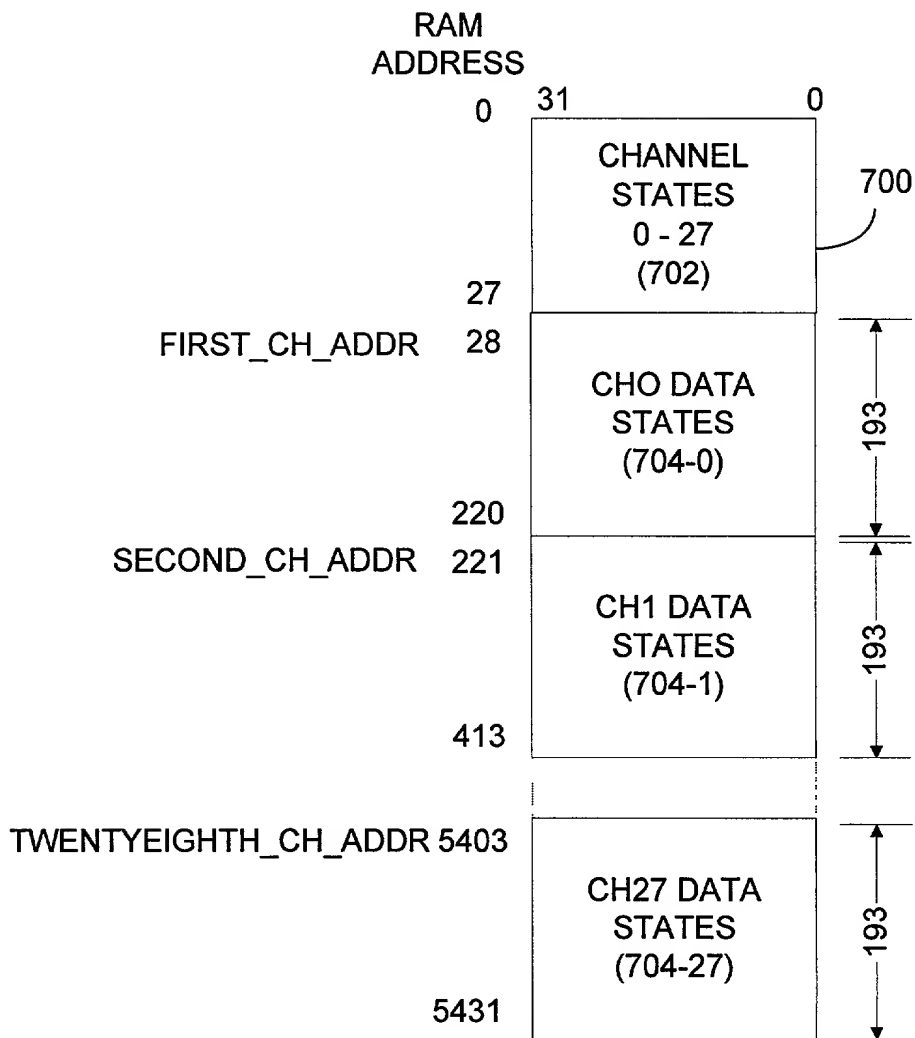 RAM
ADDRESS
0
31
0
CHANNEL
STATES
0 - 27
(702)
700
27
FIRST_CH_ADDR 28
CHO DATA
STATES
(704-0)
193
220
SECOND_CH_ADDR 221
CH1 DATA
STATES
(704-1)
193
413
TWENTYEIGHTH_CH_ADDR 5403
CH27 DATA
STATES
(704-27)
193
5431